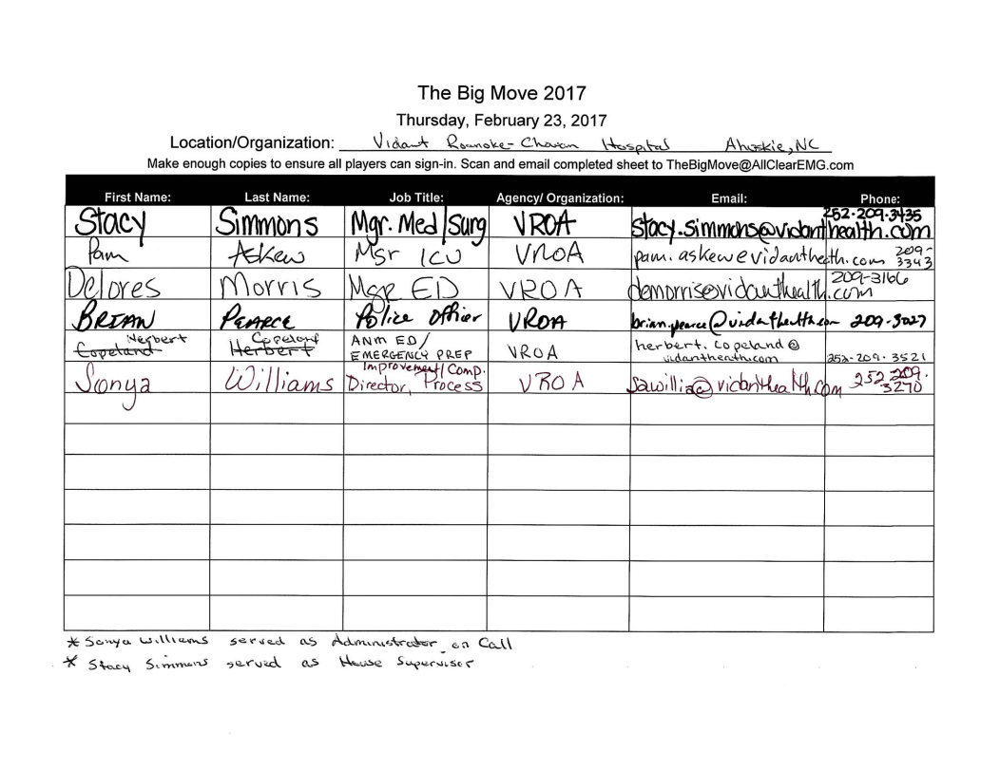 The Big Move 2017
Thursday, February 23, 2017
Location/Organization: Vidant Roanoke-Chowan Hospital Ahoskie, NC
Make enough copies to ensure all players can sign-in. Scan and email completed sheet to TheBigMove@AllClearEMG.com
First Name: Last Name: Job Title: Agency/ Organization: Email: Phone:
Stacy Simmons Mgr. Med/Surg VROA stacy.simmons@vidanthealth.com 252-209-3435
Pam Askew Mgr ICU VROA pam.askew@vidanthealth.com 209-3343
Delores Morris Mgr ED VROA demorris@vidanthealth.com 209-3166
BRIAN PEARCE Police Officer VROA brian.pearce@vidanthealth.com 209-3027
Copeland Herbert Herbert Copeland ANM ED/ EMERGENCY PREP VROA herbert.copeland@vidanthealth.com 252-209-3521
Sonya Williams Director, Process Improvement/Comp. VROA sawillia@vidanthealth.com 252-209-3270
* Sonya Williams served as Administrator on Call
* Stacy Simmons served as House Supervisor